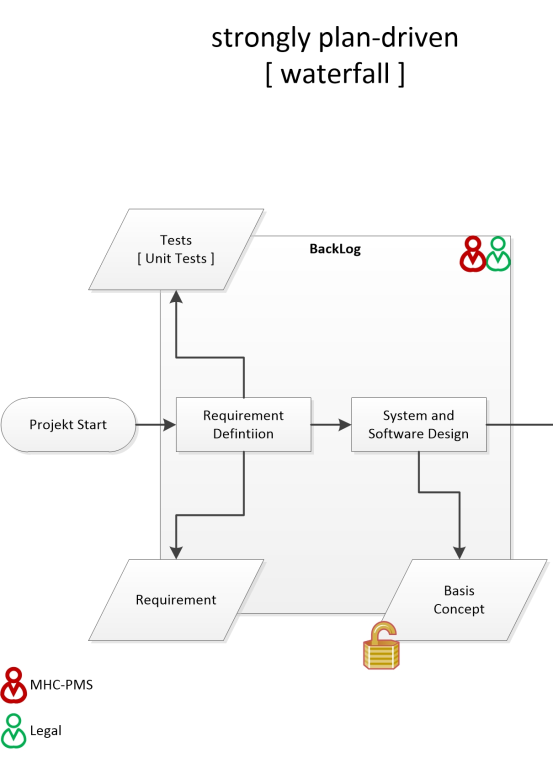 strongly plan-driven
[ waterfall ]
Tests
[ Unit Tests ]
BackLog
Projekt Start
Requirement
Defintiion
System and
Software Design
Requirement
Basis
Concept
MHC-PMS
Legal